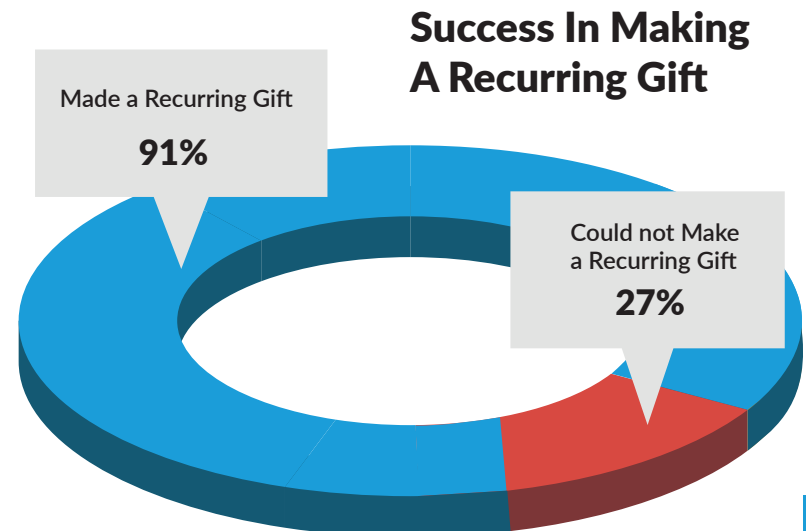 Success In Making
A Recurring Gift
Made a Recurring Gift
91%
Could not Make
a Recurring Gift
27%